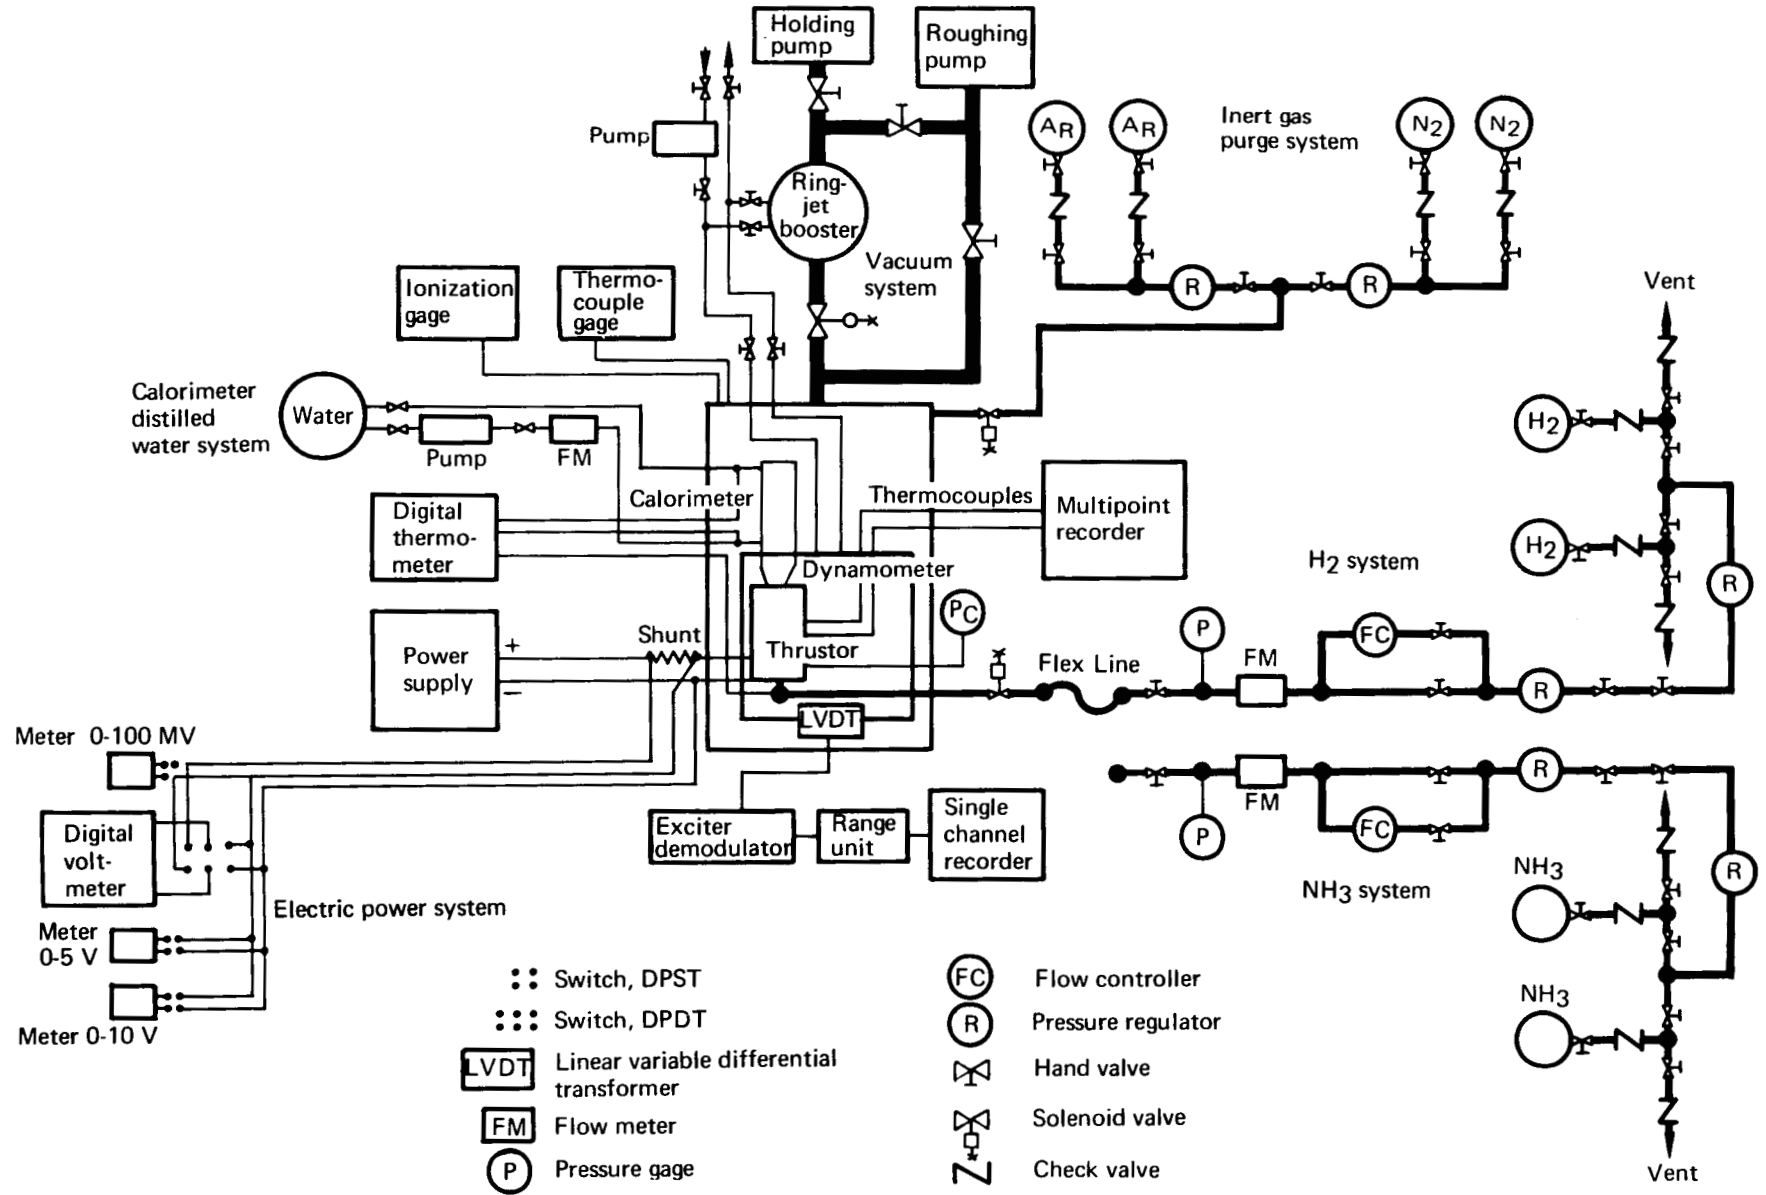 Holding
pump
Roughing
pump
Pump
Ring-
jet
booster
Vacuum
system
AR
AR
Inert gas
purge system
N2
N2
R
R
Ionization
gage
Thermo-
couple
gage
Vent
Calorimeter
distilled
water system
Water
Pump
FM
H2
H2
R
H2 system
Digital
thermo-
meter
Calorimeter
Thermocouples
Multipoint
recorder
Dynamometer
PC
Power
supply
+
−
Shunt
Thrustor
LVDT
Flex Line
P
FM
FC
R
Meter 0-100 MV
Digital
volt-
meter
Meter
0-5 V
Meter 0-10 V
Electric power system
Exciter
demodulator
Range
unit
Single
channel
recorder
FM
P
FC
R
R
NH3 system
NH3
NH3
Vent
Switch, DPST
Switch, DPDT
LVDT
Linear variable differential
transformer
FM
Flow meter
P
Pressure gage
FC
Flow controller
R
Pressure regulator
Hand valve
Solenoid valve
Check valve